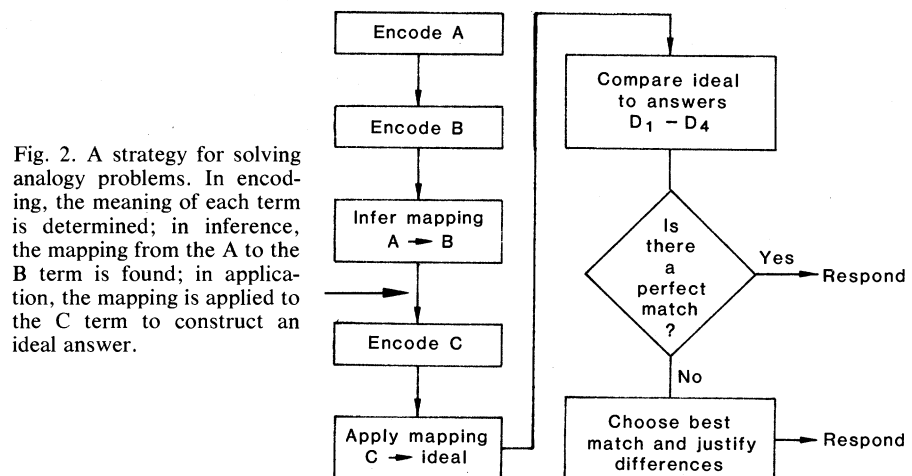 Fig. 2. A strategy for solving
analogy problems. In encod-
ing, the meaning of each term
is determined; in inference,
the mapping from the A to the
B term is found; in applica-
tion, the mapping is applied to
the C term to construct an
ideal answer.
Encode A
Encode B
Infer mapping
A → B
Encode C
Apply mapping
C → ideal
Compare ideal
to answers
D₁ – D₄
Is
there
a
perfect
match
?
Yes
Respond
No
Choose best
match and justify
differences
Respond